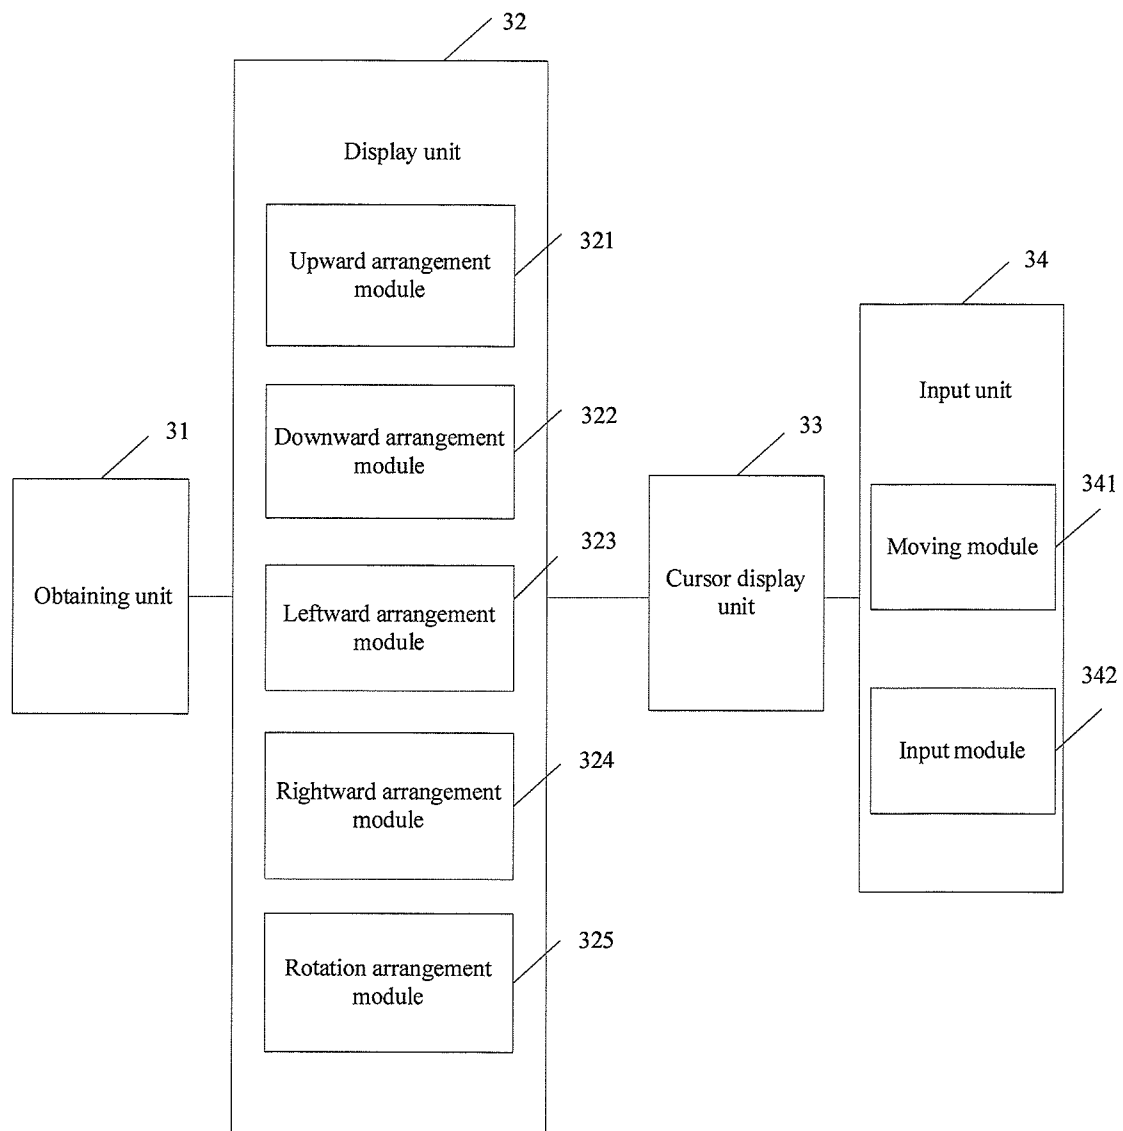 32
Display unit
321
Upward arrangement
module
34
Input unit
322
Downward arrangement
module
31
33
341
323
Moving module
Obtaining unit
Leftward arrangement
module
Cursor display
unit
342
324
Input module
Rightward arrangement
module
325
Rotation arrangement
module